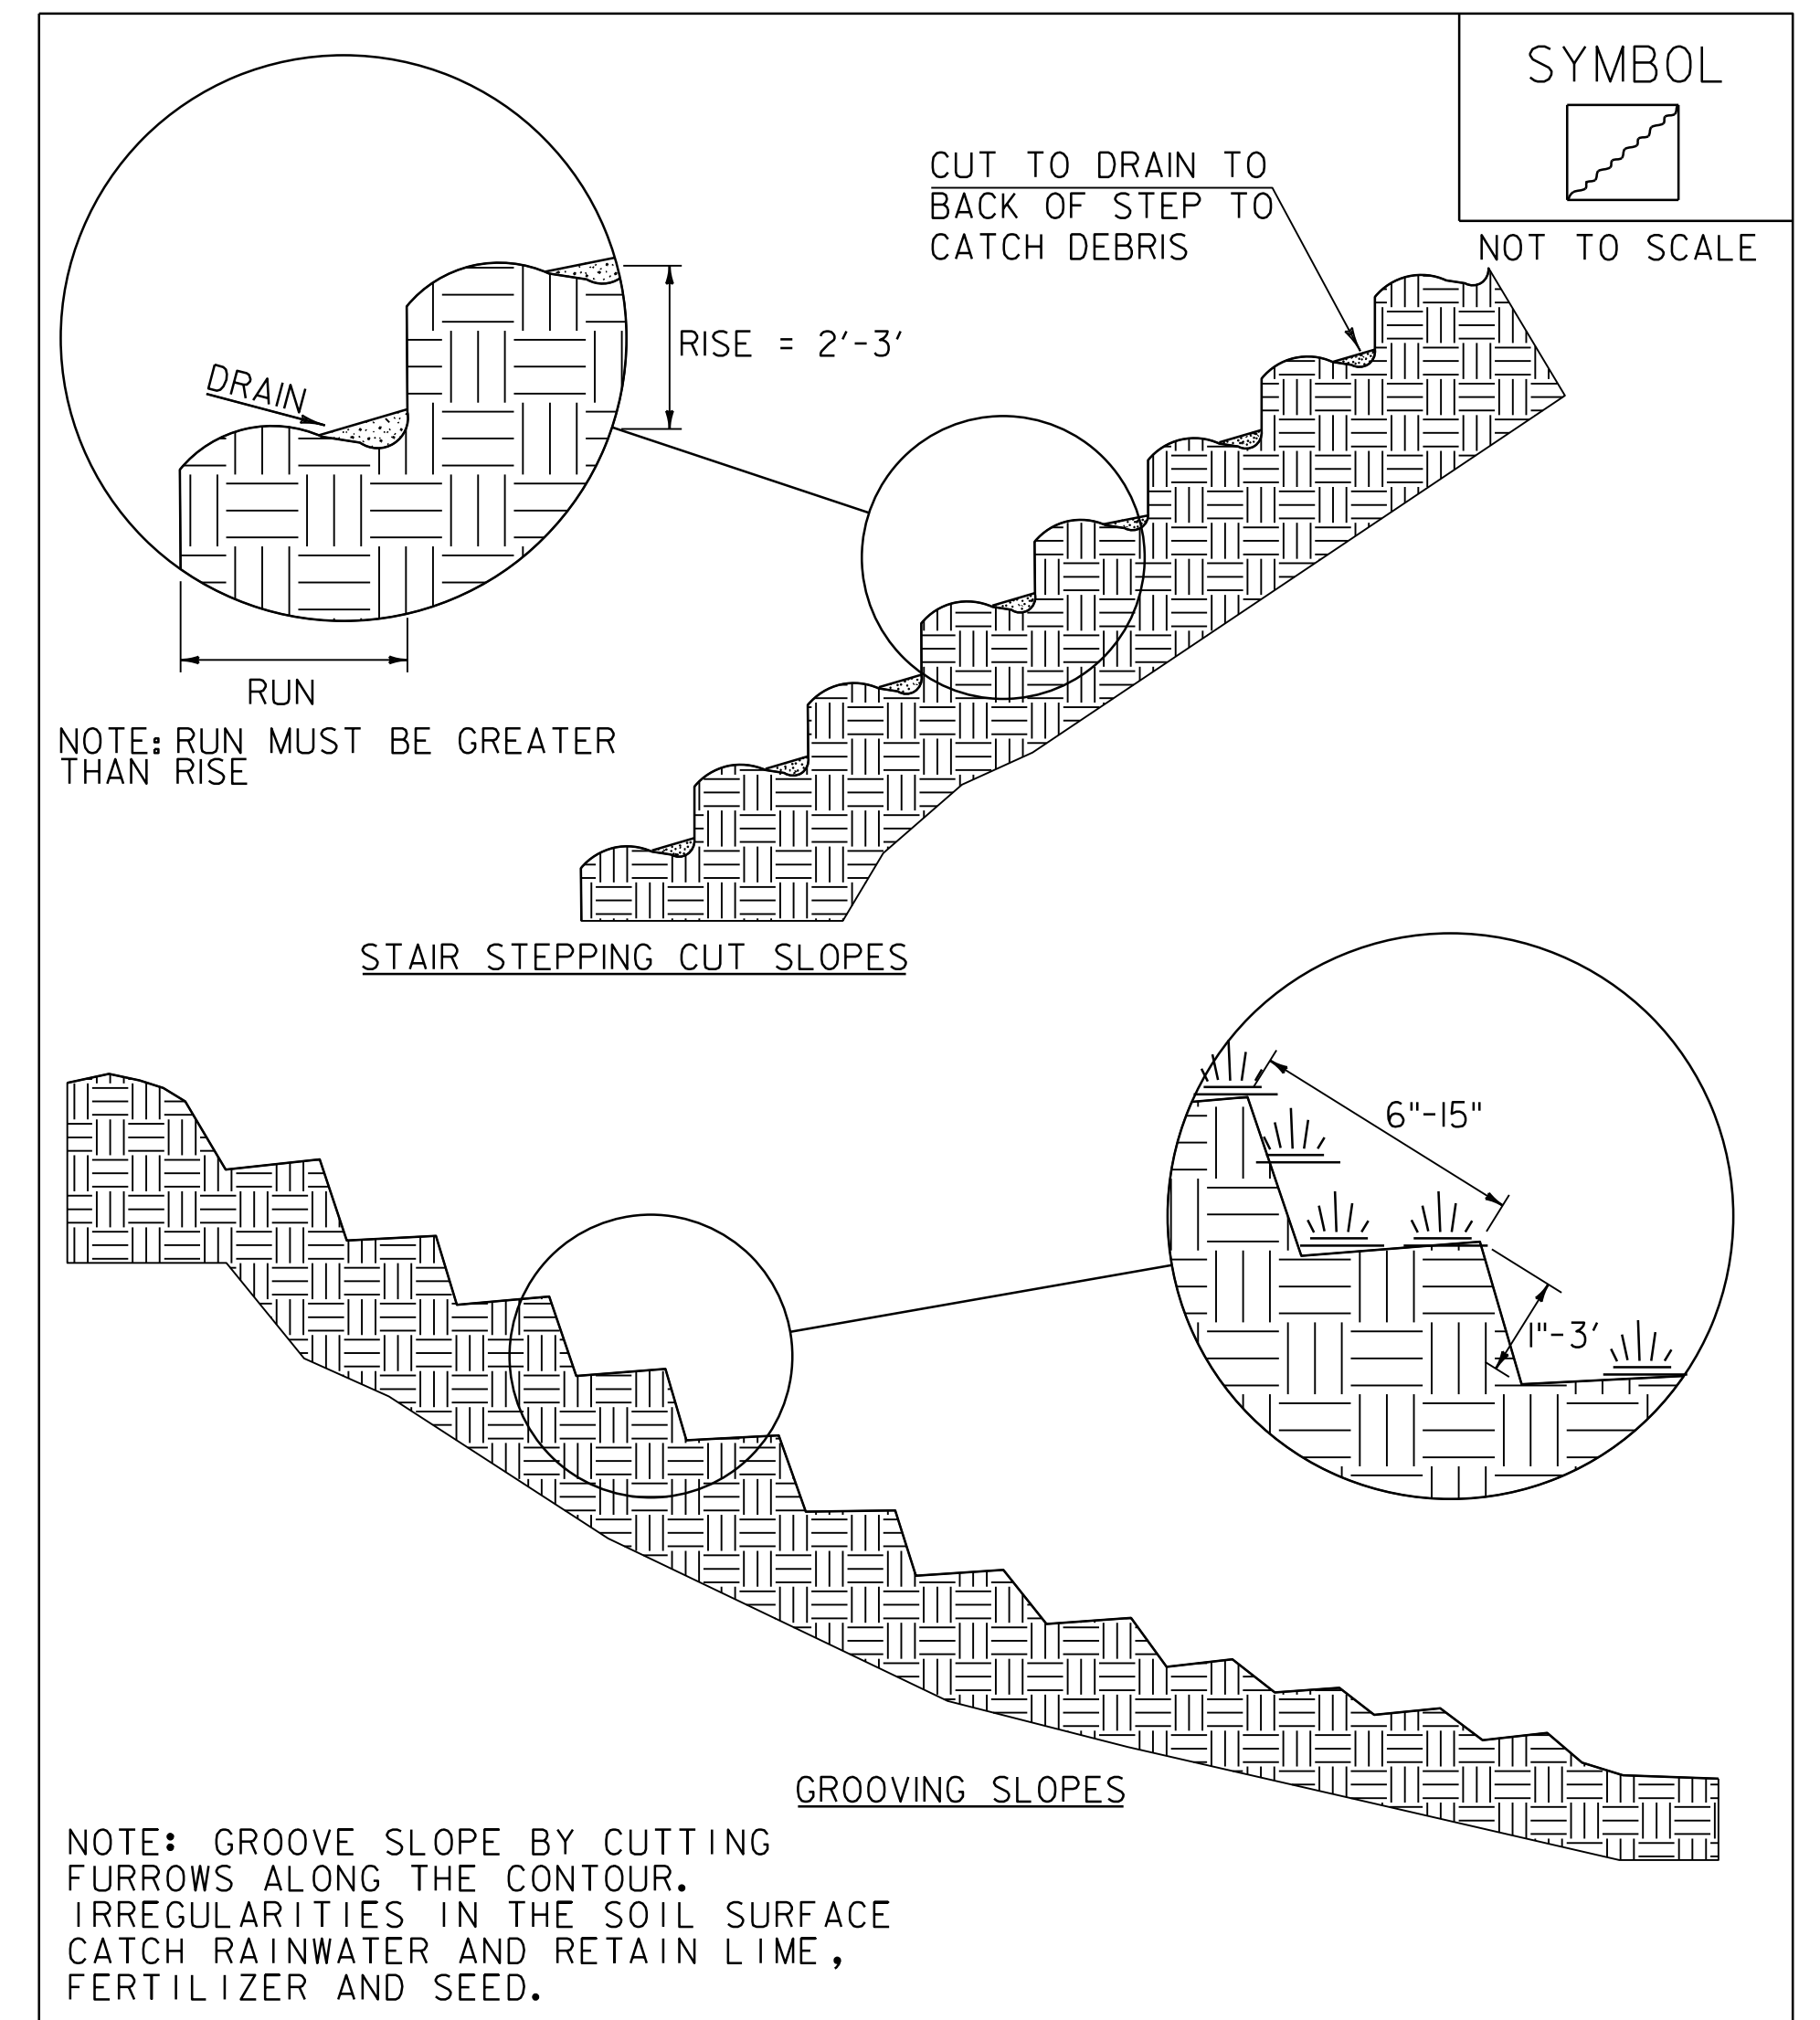 SYMBOL
NOT TO SCALE
CUT TO DRAIN TO
BACK OF STEP TO
CATCH DEBRIS
RISE = 2'-3'
DRAIN
RUN
NOTE: RUN MUST BE GREATER
THAN RISE
STAIR STEPPING CUT SLOPES
6"-15"
1"-3'
GROOVING SLOPES
NOTE: GROOVE SLOPE BY CUTTING
FURROWS ALONG THE CONTOUR.
IRREGULARITIES IN THE SOIL SURFACE
CATCH RAINWATER AND RETAIN LIME,
FERTILIZER AND SEED.